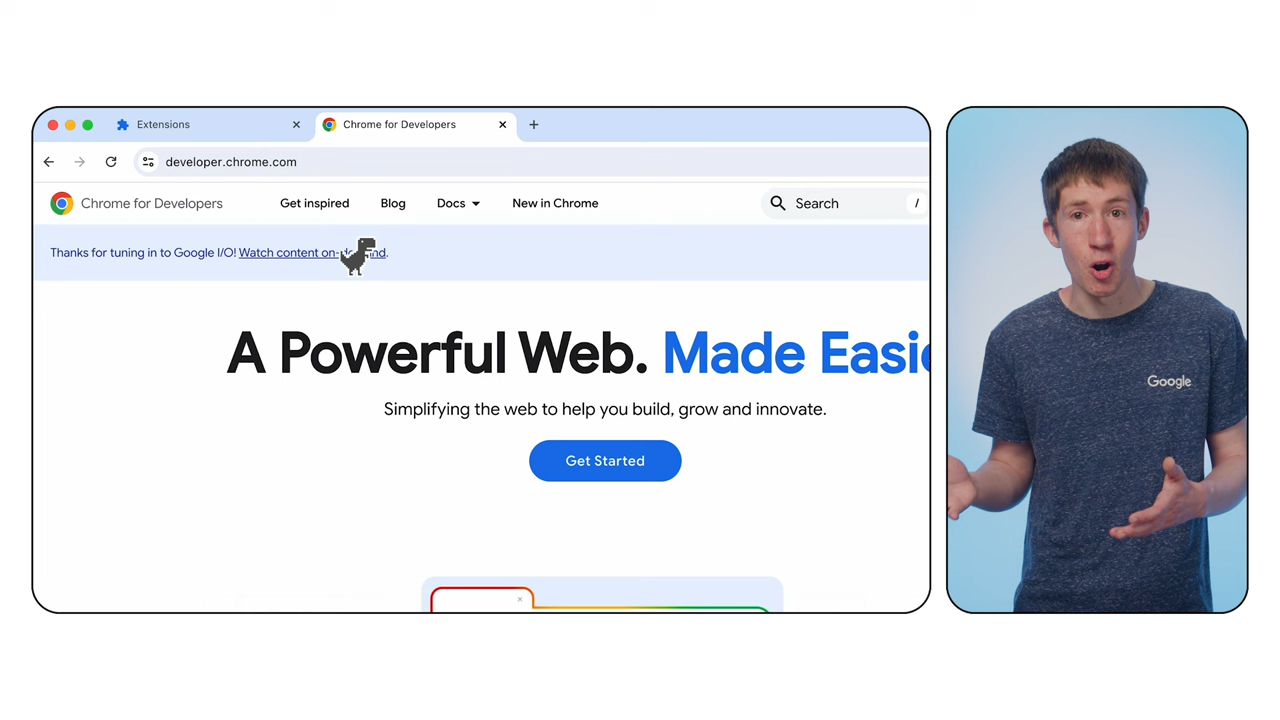 Extensions
Chrome for Developers
developer.chrome.com
Chrome for Developers
Get inspired
Blog
Docs
New in Chrome
Search
/
Thanks for tuning in to Google I/O! Watch content on-
nd.
A Powerful Web. Made Easie
Simplifying the web to help you build, grow and innovate.
Get Started
Google